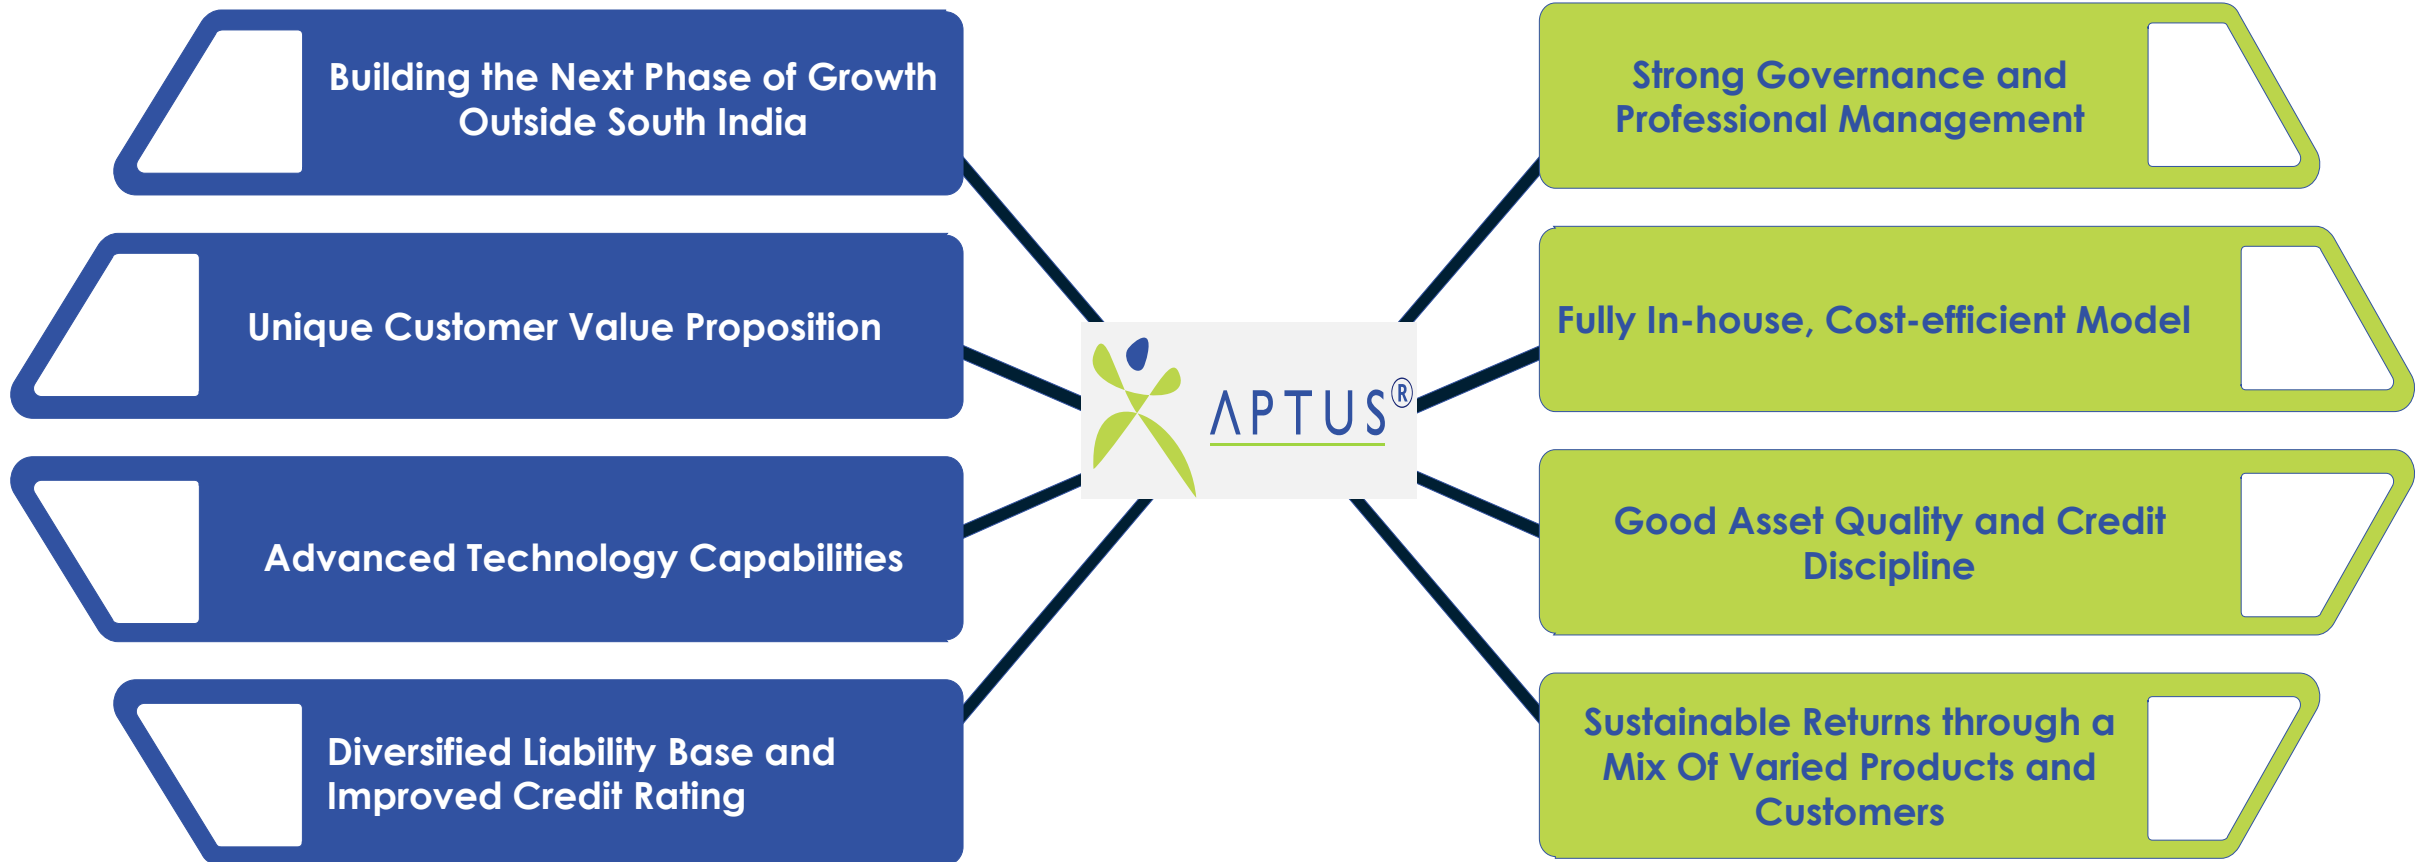 Building the Next Phase of Growth
Outside South India
Unique Customer Value Proposition
Advanced Technology Capabilities
Diversified Liability Base and
Improved Credit Rating
APTUS®
Strong Governance and
Professional Management
Fully In-house, Cost-efficient Model
Good Asset Quality and Credit
Discipline
Sustainable Returns through a
Mix Of Varied Products and
Customers